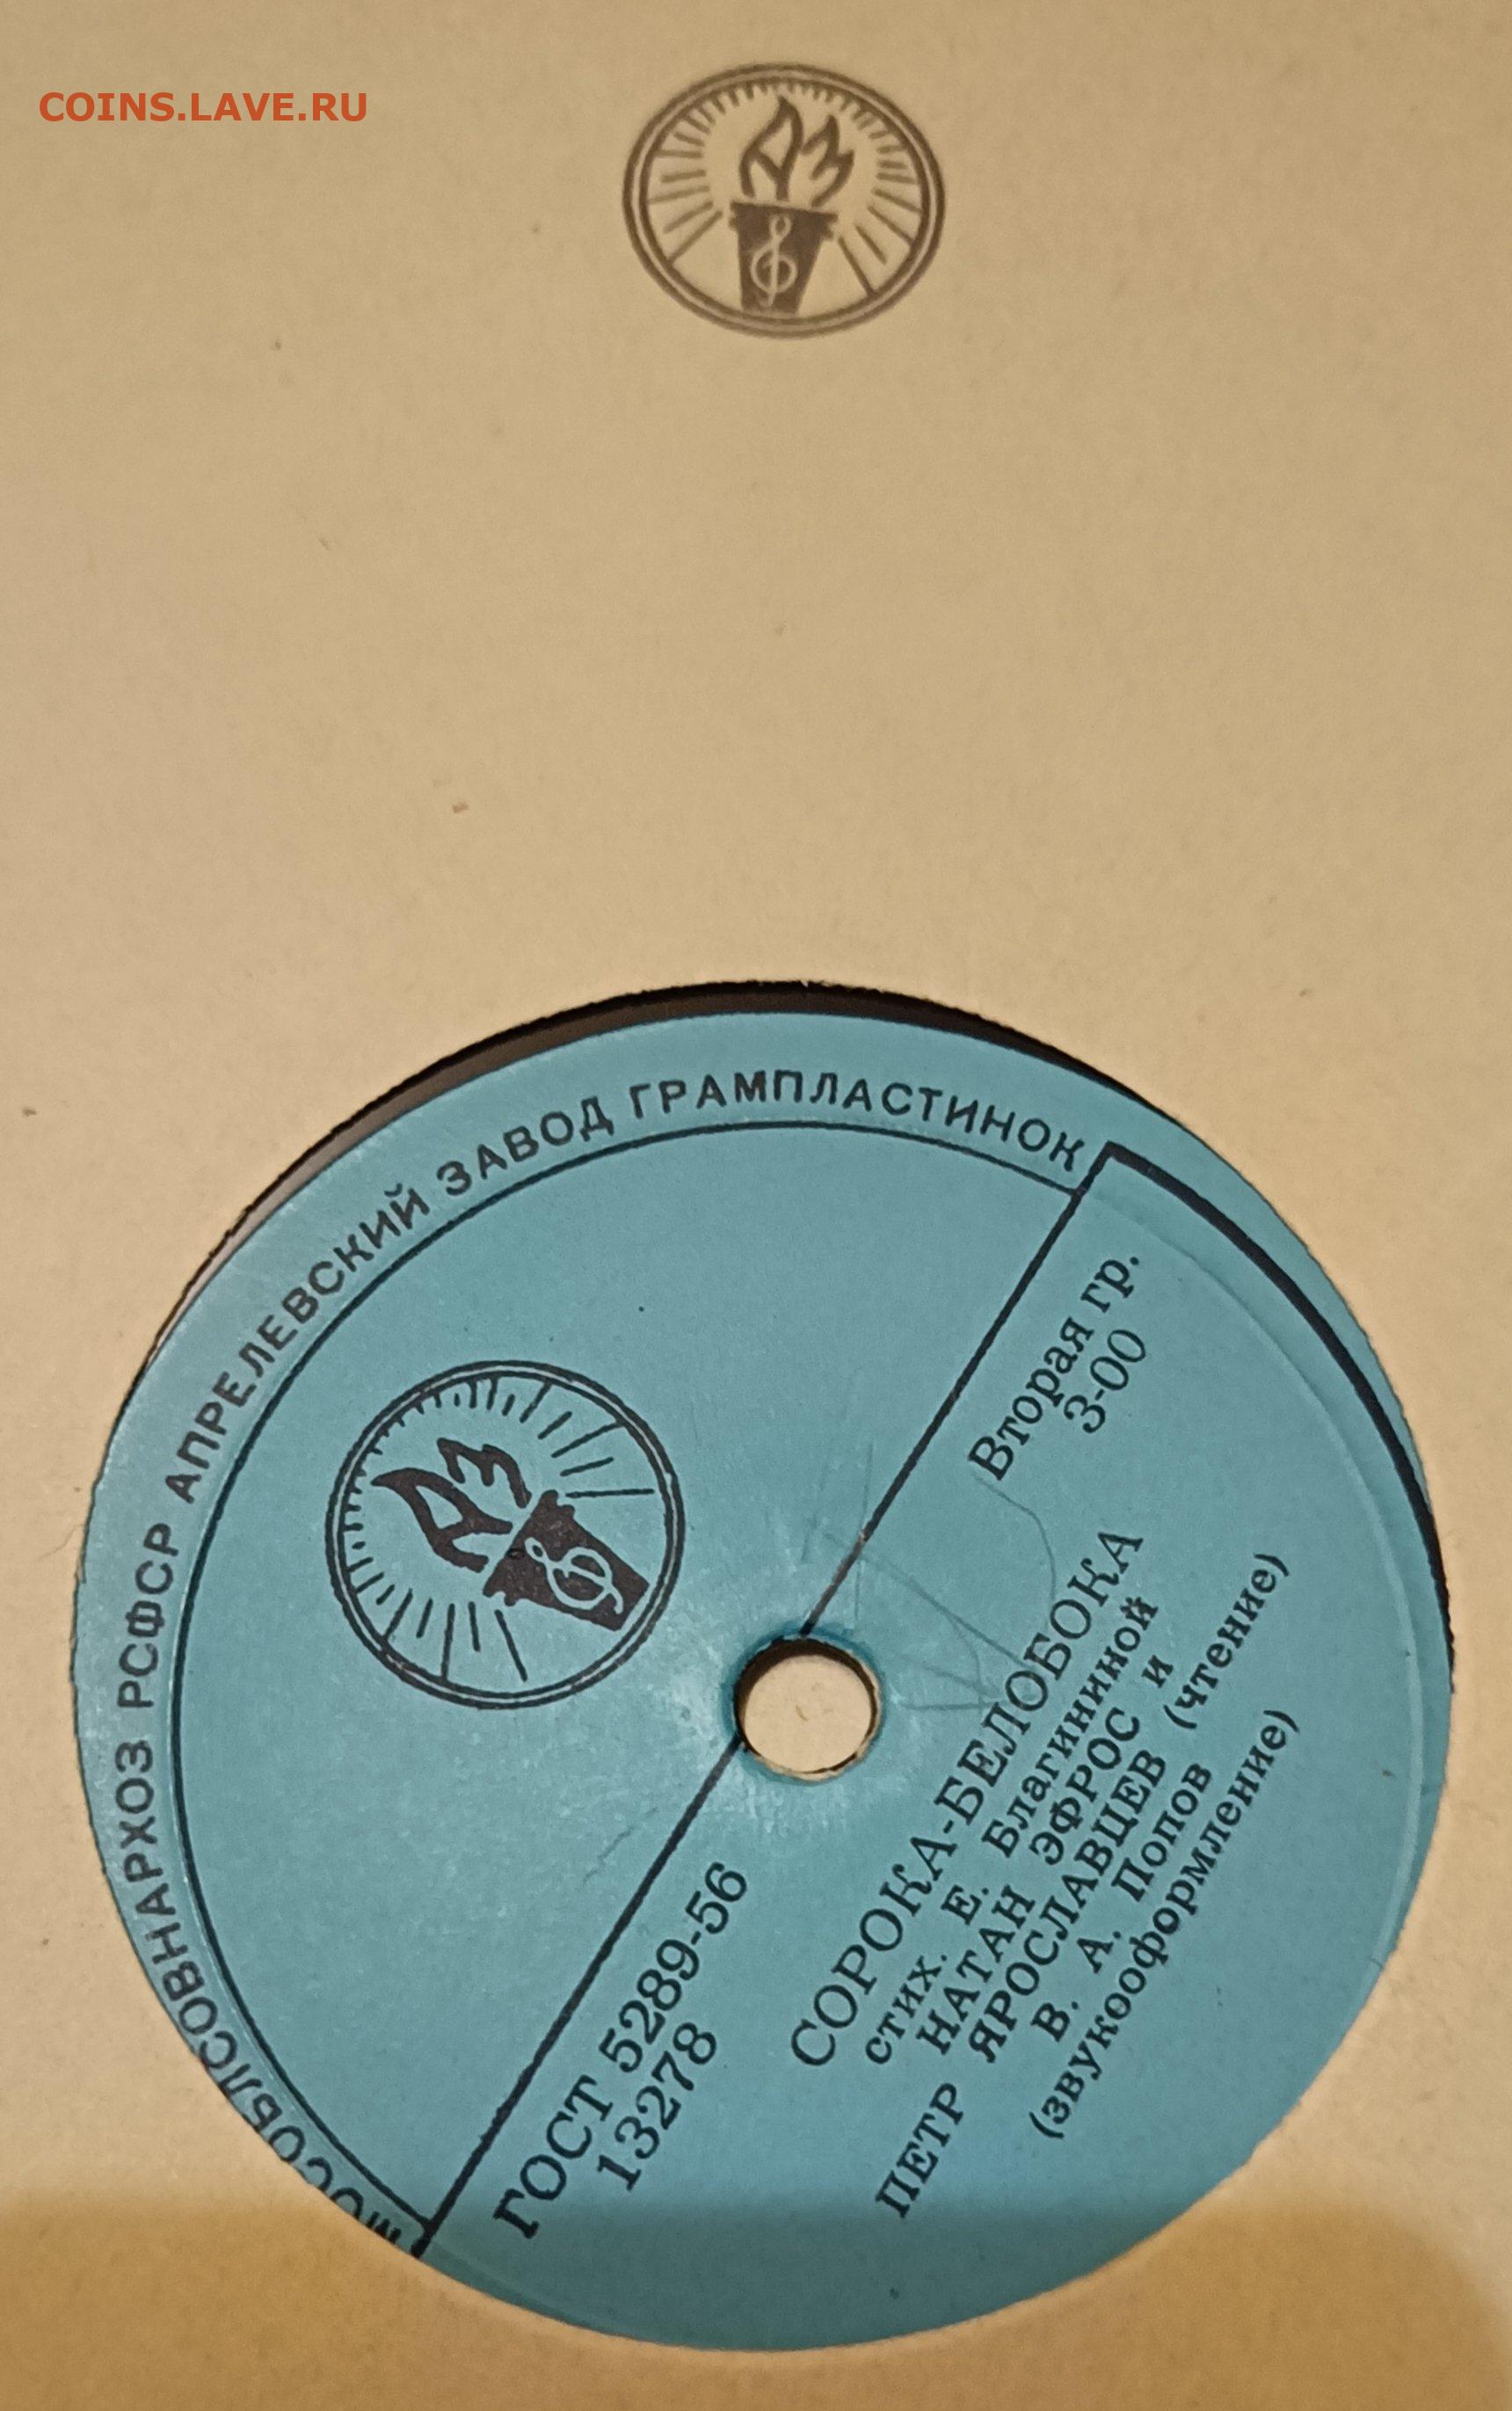 COINS.LAVE.RU
МОСОБЛСОВНАРХОЗ РСФСР АПРЕЛЕВСКИЙ ЗАВОД ГРАМПЛАСТИНОК
ГОСТ 5289-56
13278
Вторая гр.
3-00
СОРОКА-БЕЛОБОКА
стих. Е. Благининой
НАТАН ЭФРОС и
ПЕТР ЯРОСЛАВЦЕВ (чтение)
В. А. Попов
(звукооформление)